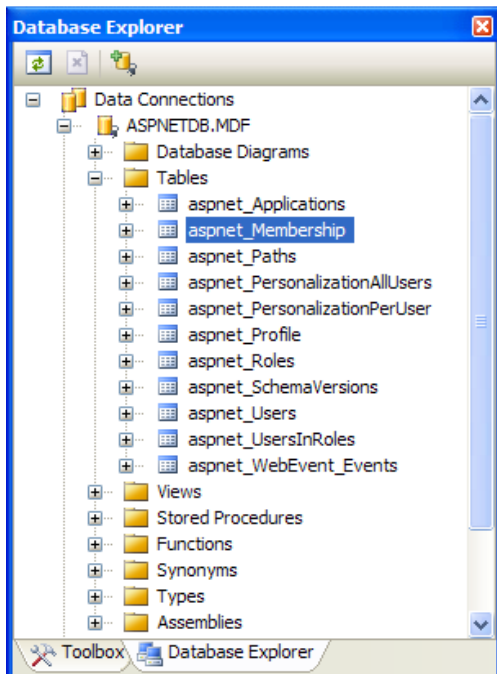 Database Explorer
Data Connections
ASPNETDB.MDF
Database Diagrams
Tables
aspnet_Applications
aspnet_Membership
aspnet_Paths
aspnet_PersonalizationAllUsers
aspnet_PersonalizationPerUser
aspnet_Profile
aspnet_Roles
aspnet_SchemaVersions
aspnet_Users
aspnet_UsersInRoles
aspnet_WebEvent_Events
Views
Stored Procedures
Functions
Synonyms
Types
Assemblies
Toolbox Database Explorer